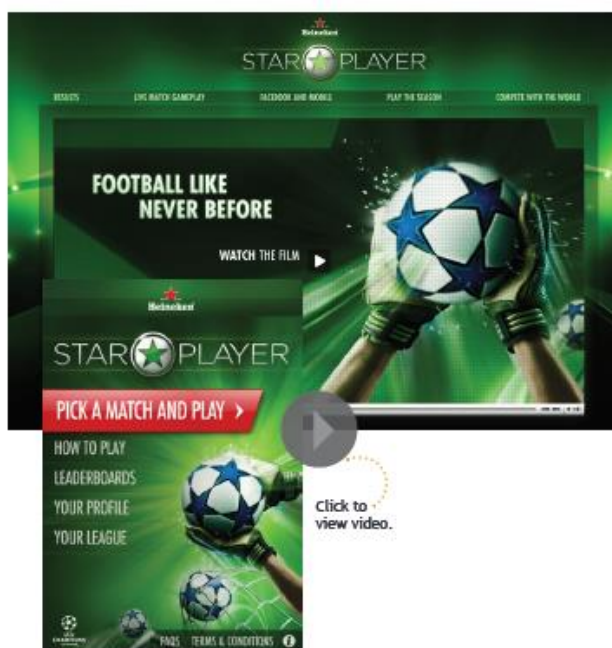 Heineken
STAR PLAYER
RESULTS LIVE MATCH GAMEPLAY FACEBOOK AND MOBILE PLAY THE SEASON COMPETE WITH THE WORLD
FOOTBALL LIKE
NEVER BEFORE
WATCH THE FILM
Heineken
STAR PLAYER
PICK A MATCH AND PLAY >
HOW TO PLAY
LEADERBOARDS
YOUR PROFILE
YOUR LEAGUE
UEFA
CHAMPIONS
FAQS TERMS & CONDITIONS i
Click to
view video.